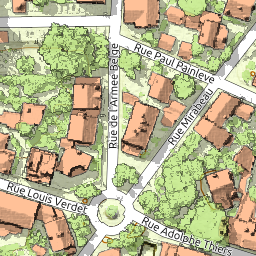 Rue Paul Painlevé
Rue de l'Armée Belge
Rue Mirabeau
Rue Louis Verdet
Rue Adolphe Thiers